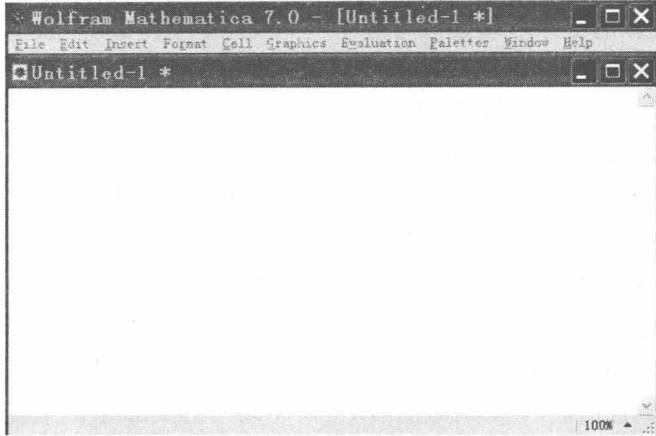 Wolfram Mathematica 7.0 - [Untitled-1 *]
File Edit Insert Format Cell Graphics Evaluation Palettes Window Help
Untitled-1 *
100%